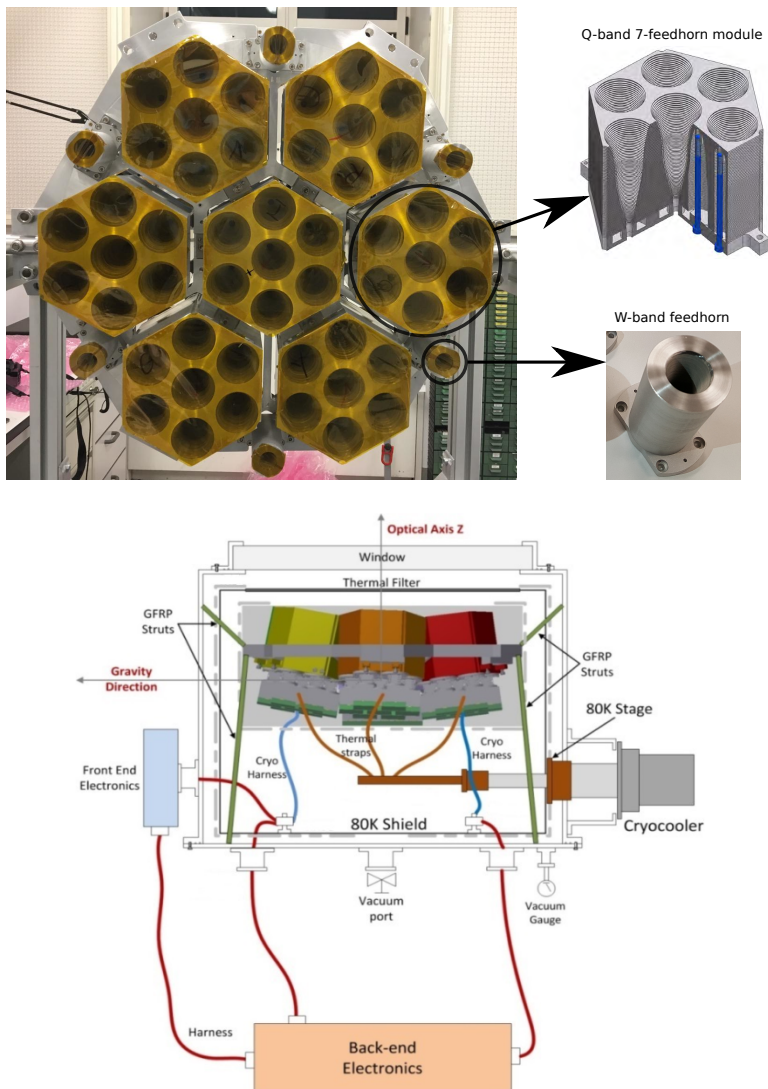 Q-band 7-feedhorn module
W-band feedhorn
Optical Axis Z
Window
Thermal Filter
GFRP
Struts
GFRP
Struts
Gravity
Direction
80K Stage
Thermal
straps
Cryo
Harness
Cryo
Harness
Front End
Electronics
80K Shield
Cryocooler
Vacuum
port
Vacuum
Gauge
Harness
Back-end
Electronics